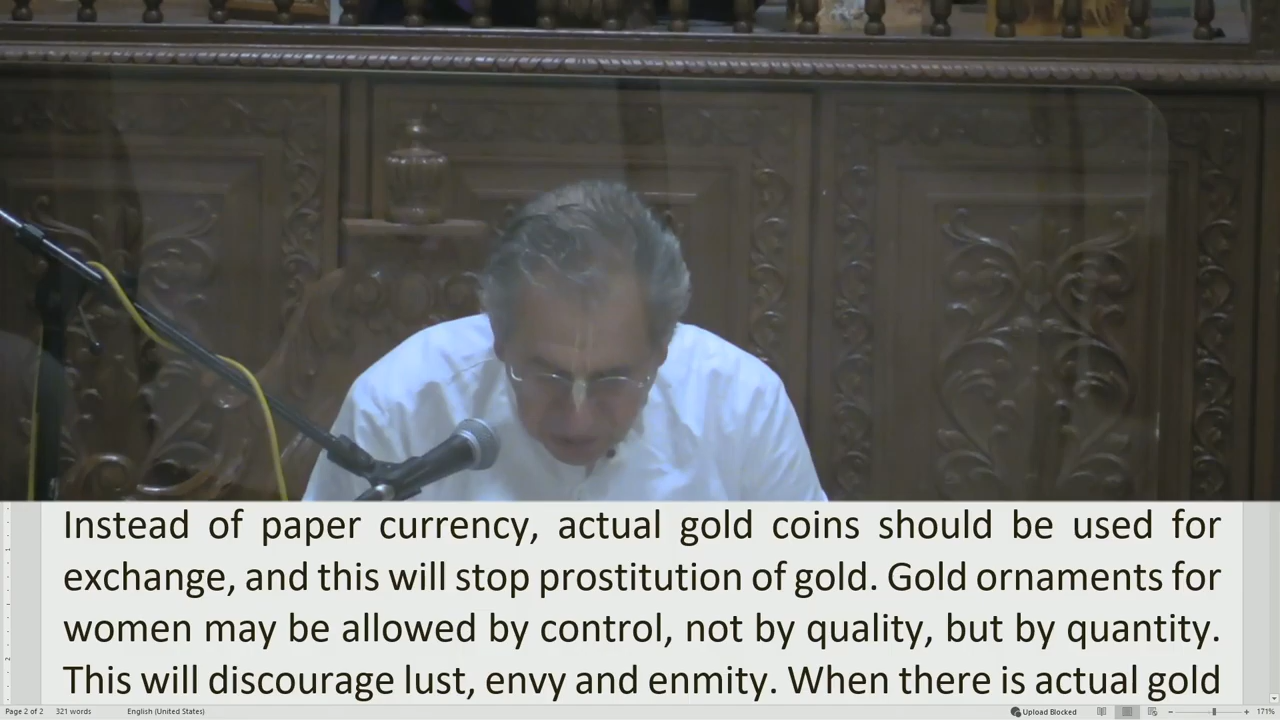 Instead of paper currency, actual gold coins should be used for
exchange, and this will stop prostitution of gold. Gold ornaments for
women may be allowed by control, not by quality, but by quantity.
This will discourage lust, envy and enmity. When there is actual gold
Page 2 of 2 321 words English (United States) Upload Blocked 171%